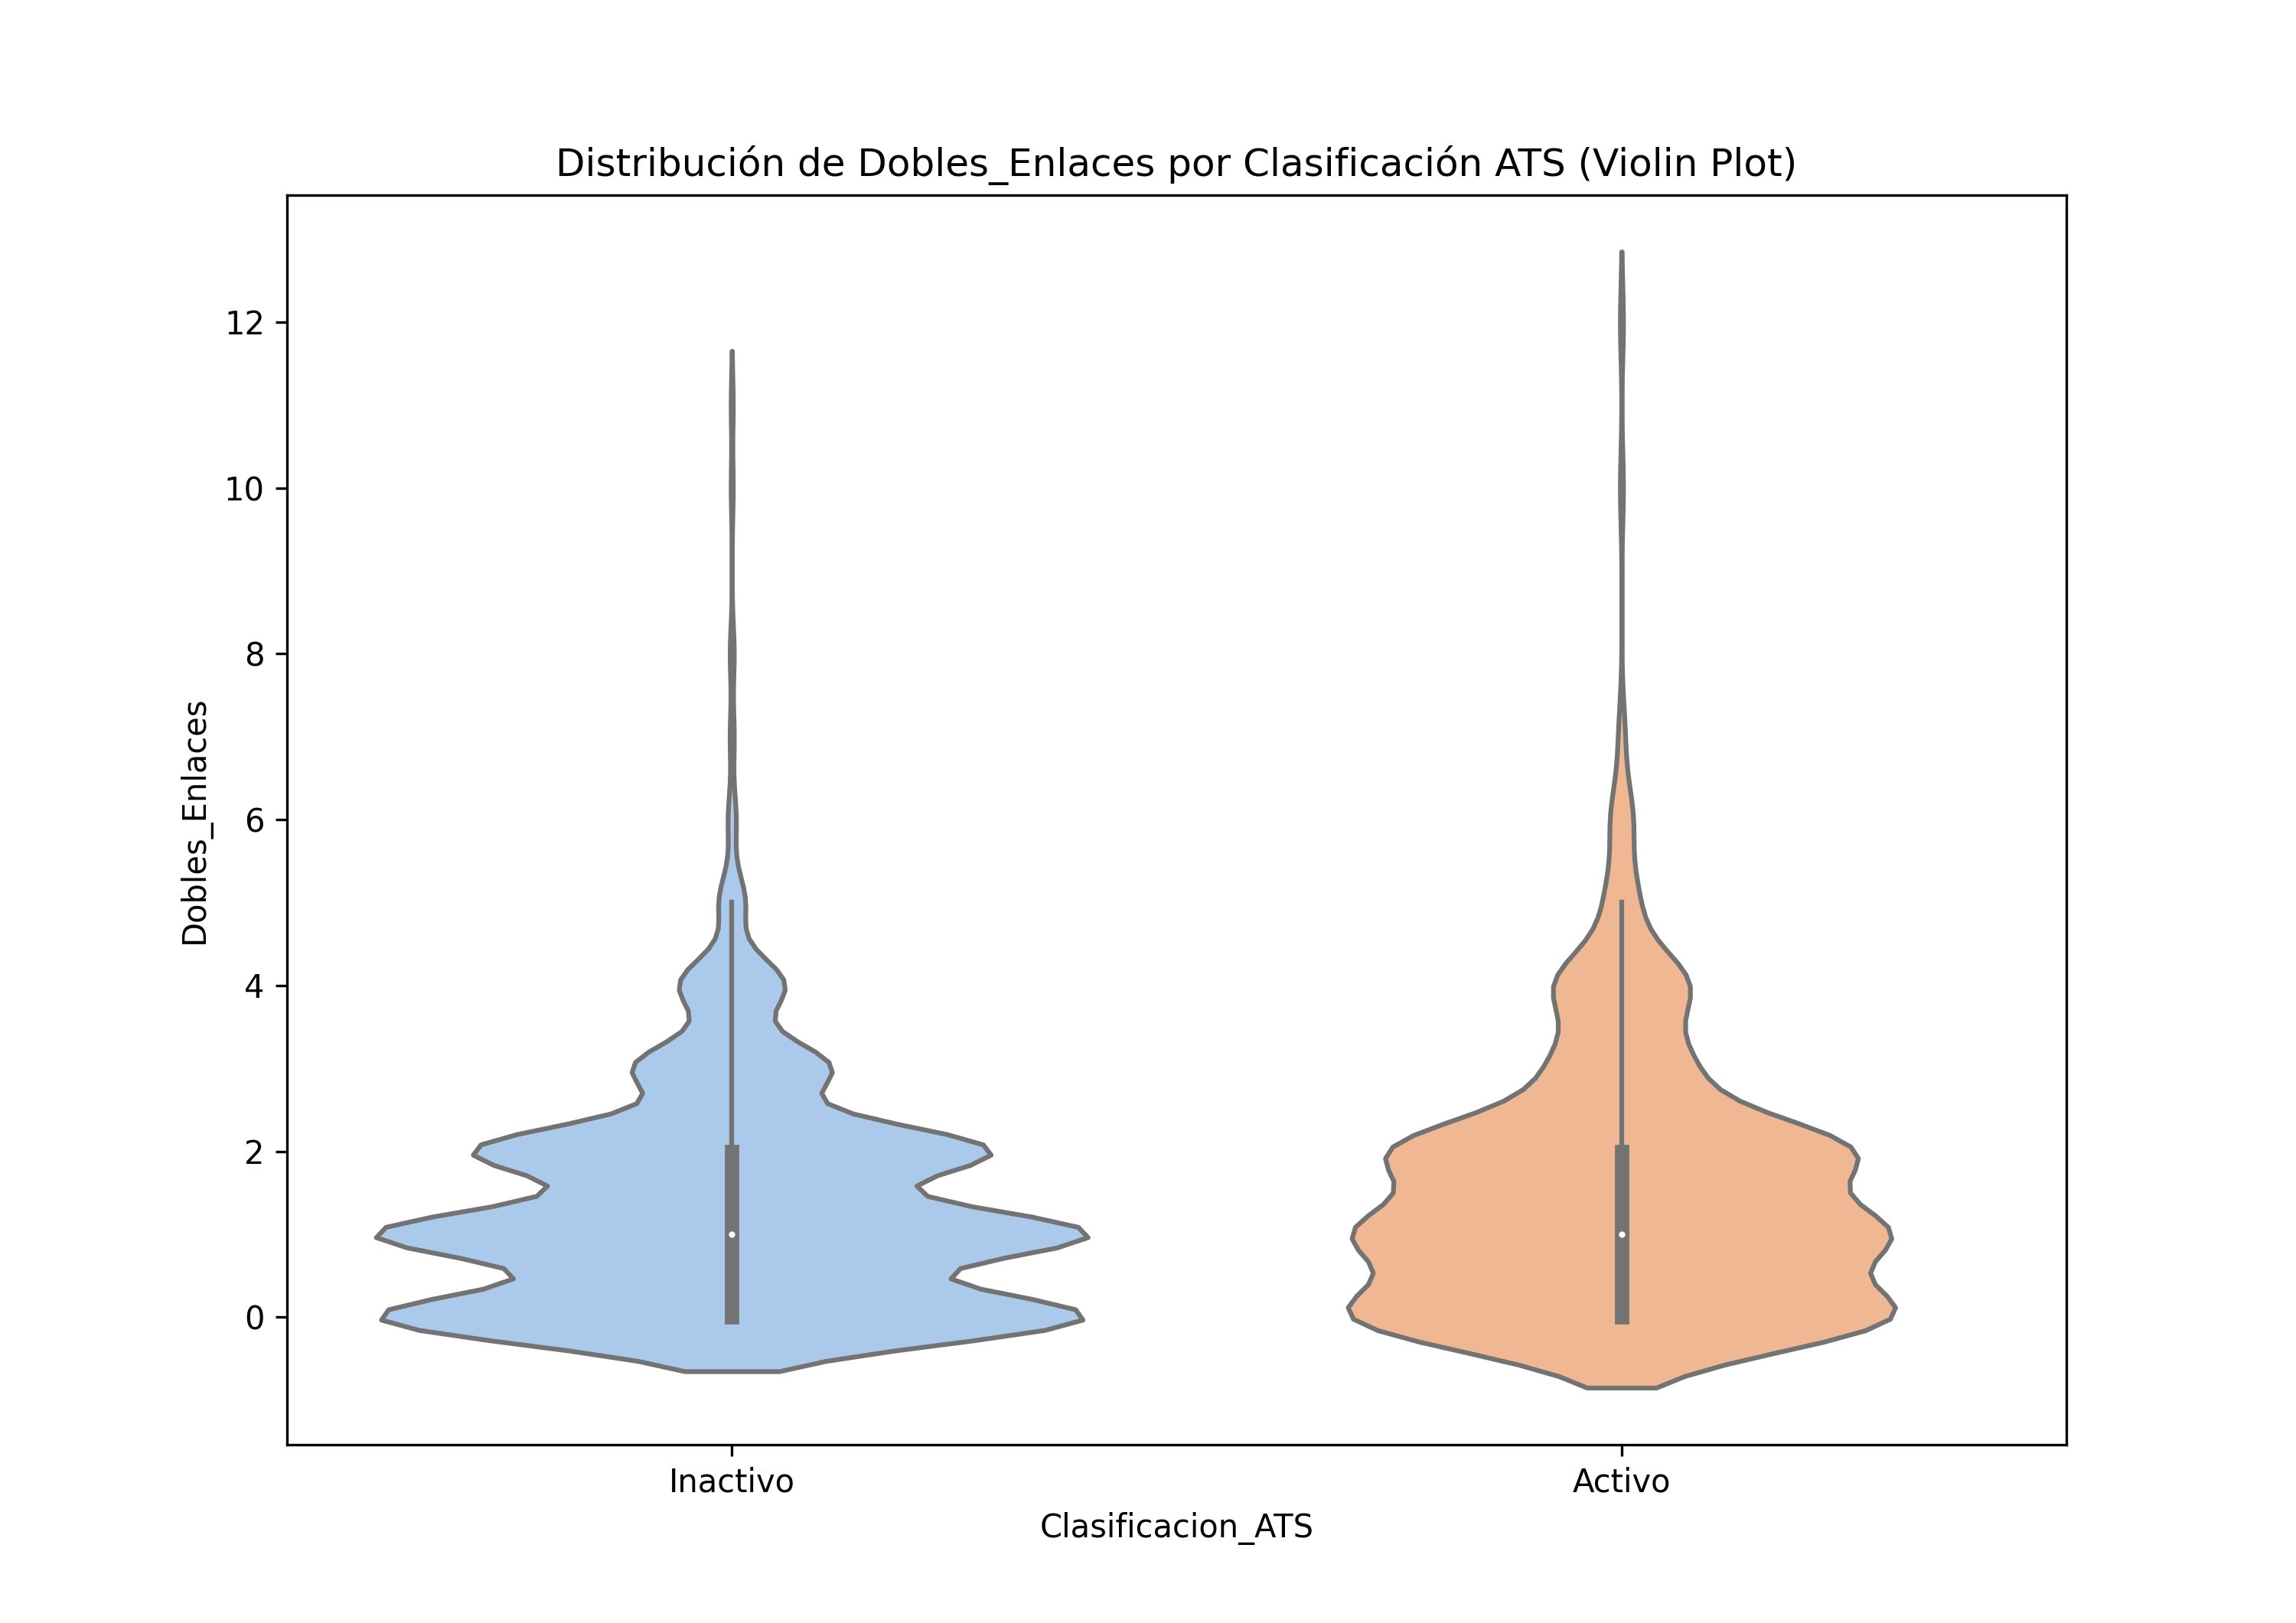 Distribución de Dobles_Enlaces por Clasificación ATS (Violin Plot)
Dobles_Enlaces
12
10
8
6
4
2
0
Inactivo Activo
Clasificacion_ATS